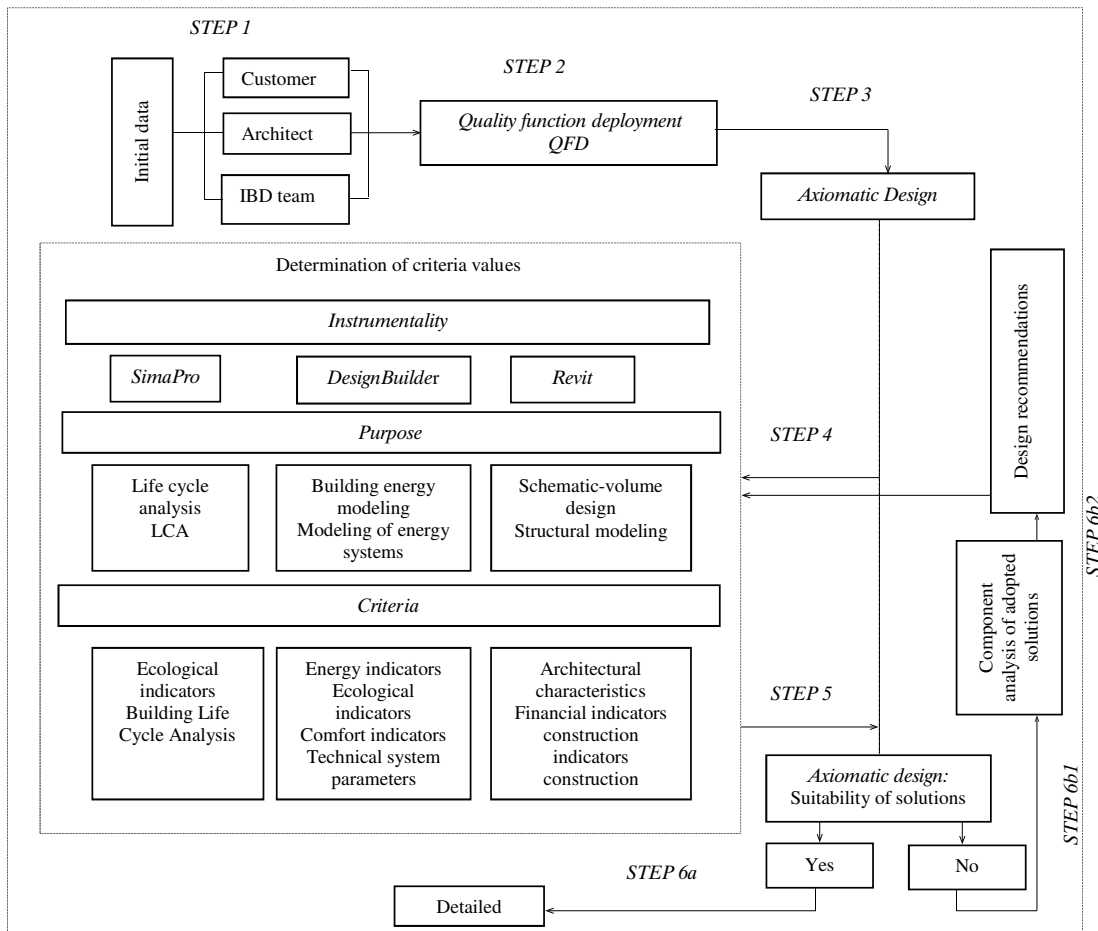 STEP 1
Initial data
Customer
Architect
IBD team
STEP 2
Quality function deployment
QFD
STEP 3
Axiomatic Design
Determination of criteria values
Instrumentality
SimaPro
DesignBuilder
Revit
Purpose
Life cycle
analysis
LCA
Building energy
modeling
Modeling of energy
systems
Schematic-volume
design
Structural modeling
Criteria
Ecological
indicators
Building Life
Cycle Analysis
Energy indicators
Ecological
indicators
Comfort indicators
Technical system
parameters
Architectural
characteristics
Financial indicators
construction
indicators
construction
STEP 4
STEP 5
Axiomatic design:
Suitability of solutions
Yes
No
STEP 6a
Detailed
STEP 6b1
Component
analysis of adopted
solutions
STEP 6b2
Design recommendations